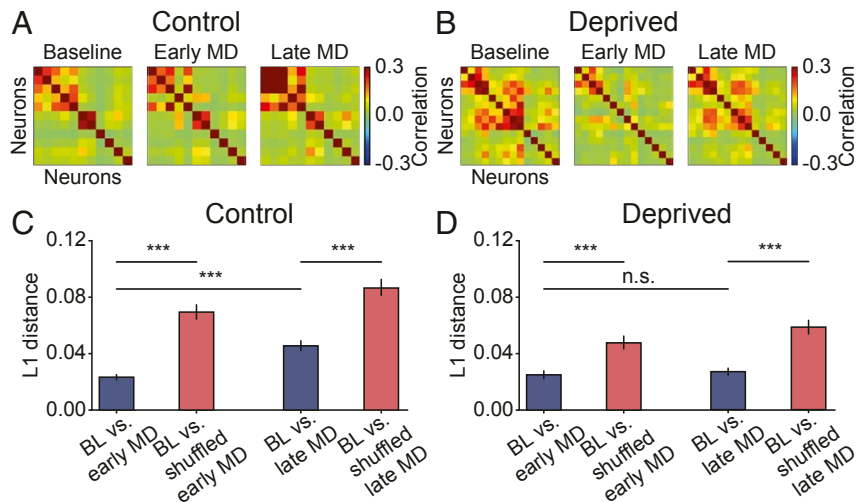 A
Control
Baseline
Early MD
Late MD
Neurons
Neurons
0.3
0.0
-0.3
Correlation
B
Deprived
Baseline
Early MD
Late MD
Neurons
Neurons
0.3
0.0
-0.3
Correlation
C
Control
L1 distance
0.12
0.08
0.04
0.00
***
***
***
BL vs.
early MD
BL vs.
shuffled
early MD
BL vs.
late MD
BL vs.
shuffled
late MD
D
Deprived
L1 distance
0.12
0.08
0.04
0.00
***
***
n.s.
BL vs.
early MD
BL vs.
shuffled
early MD
BL vs.
late MD
BL vs.
shuffled
late MD